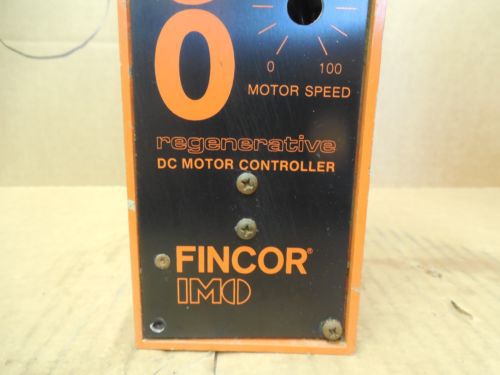 0
0 100
MOTOR SPEED
regenerative
DC MOTOR CONTROLLER
FINCOR®
IMO